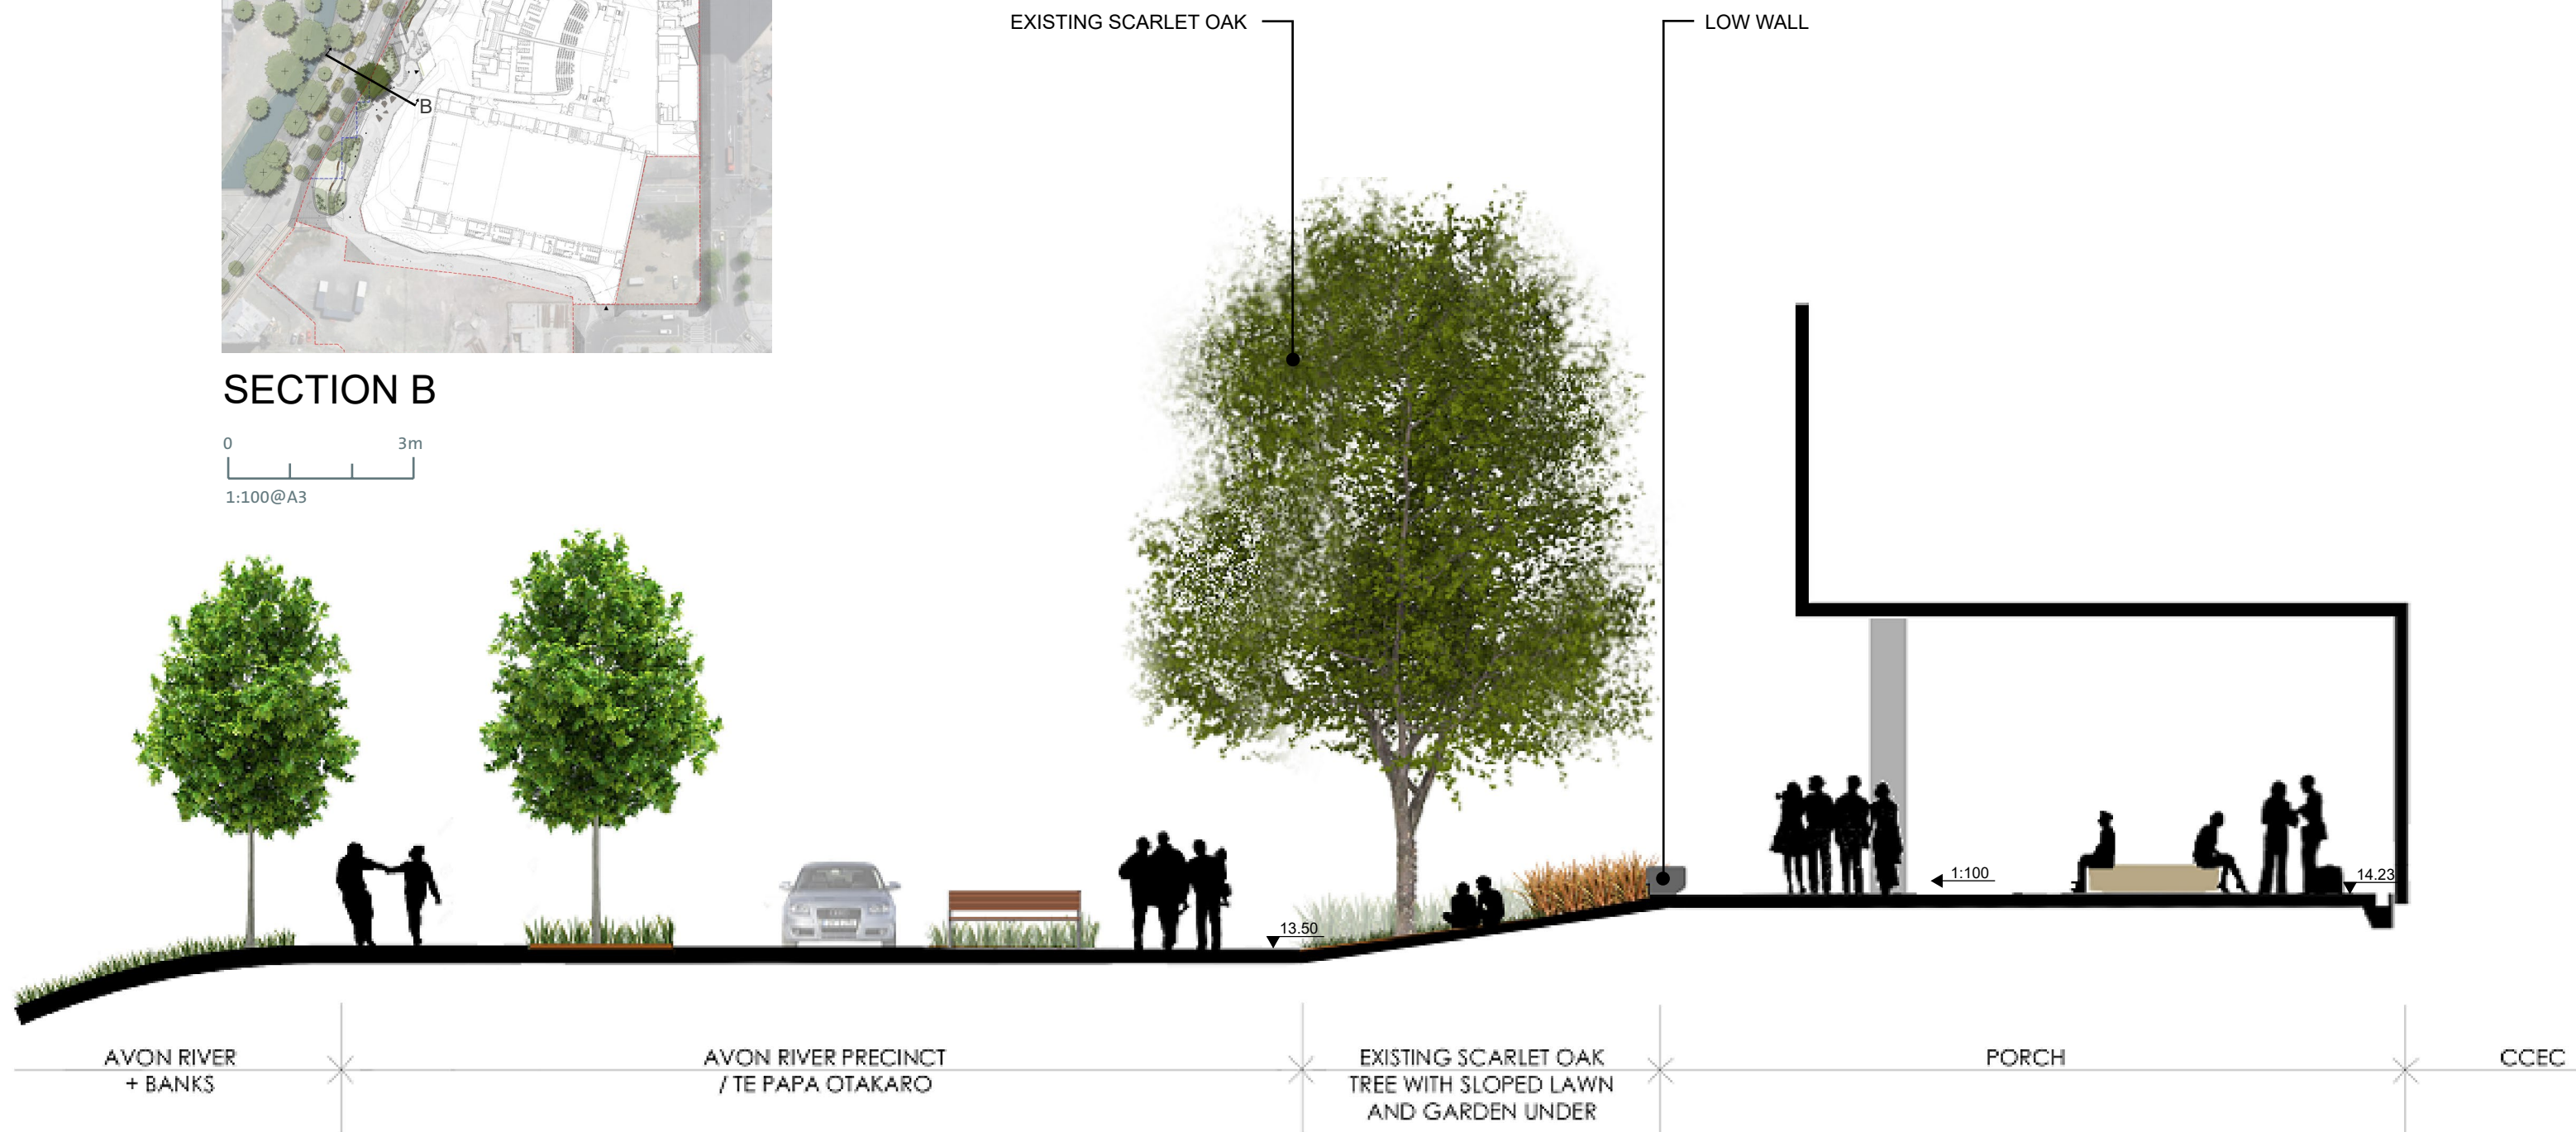 EXISTING SCARLET OAK
LOW WALL
B
SECTION B
0 3m
1:100@A3
13.50
1:100
14.23
AVON RIVER
+ BANKS
AVON RIVER PRECINCT
/ TE PAPA OTAKARO
EXISTING SCARLET OAK
TREE WITH SLOPED LAWN
AND GARDEN UNDER
PORCH
CCEC